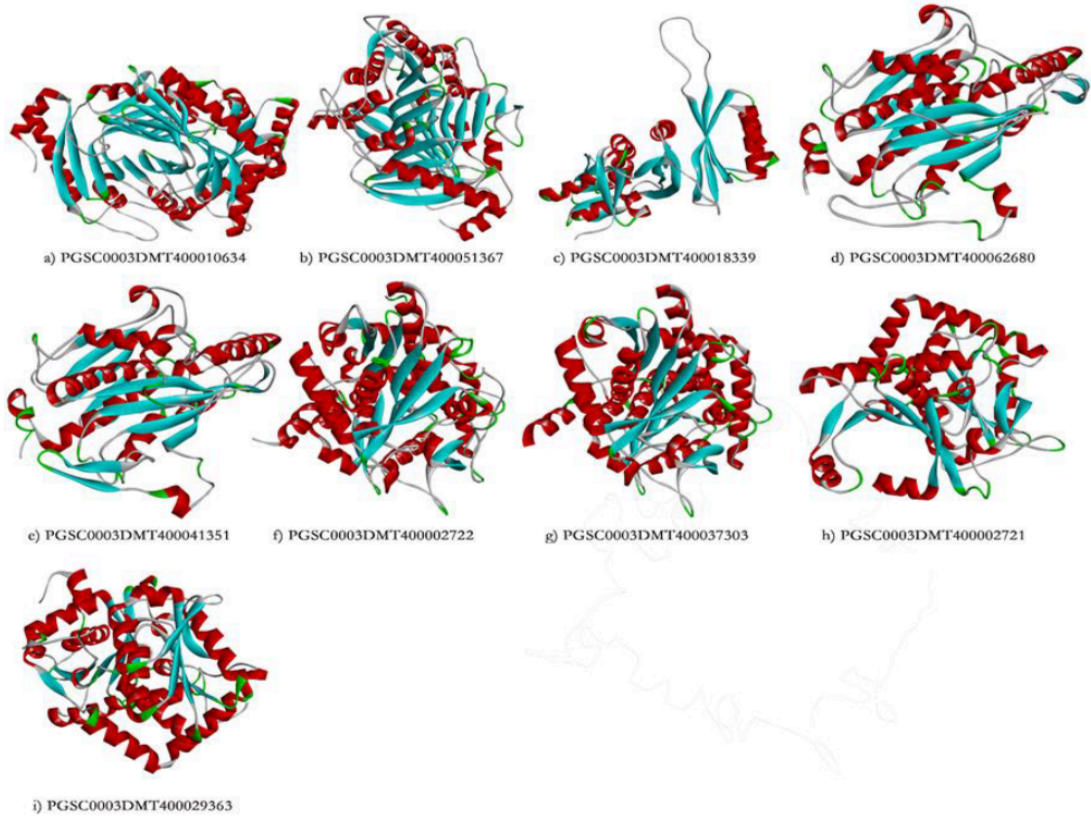 a) PGSC0003DMT400010634
b) PGSC0003DMT400051367
c) PGSC0003DMT400018339
d) PGSC0003DMT400062680
e) PGSC0003DMT400041351
f) PGSC0003DMT400002722
g) PGSC0003DMT400037303
h) PGSC0003DMT400002721
i) PGSC0003DMT400029363